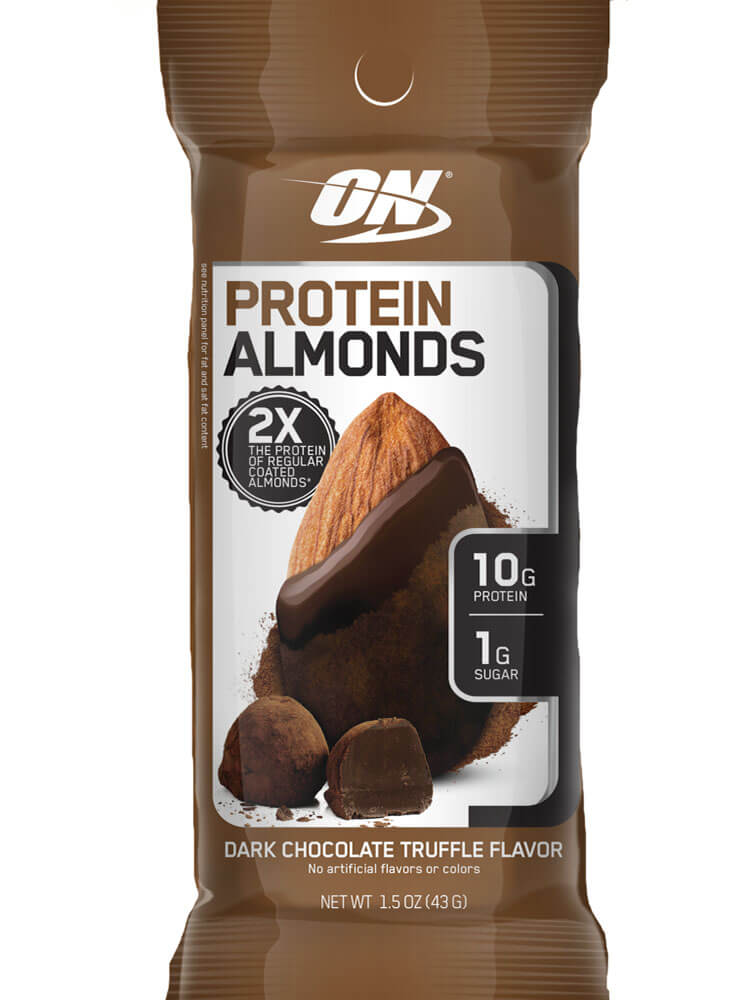 ON®
see nutrition panel for fat and sat fat content
PROTEIN
ALMONDS
2X
THE PROTEIN
OF REGULAR
COATED
ALMONDS*
10G
PROTEIN
1G
SUGAR
DARK CHOCOLATE TRUFFLE FLAVOR
No artificial flavors or colors
NET WT 1.5 OZ (43 G)